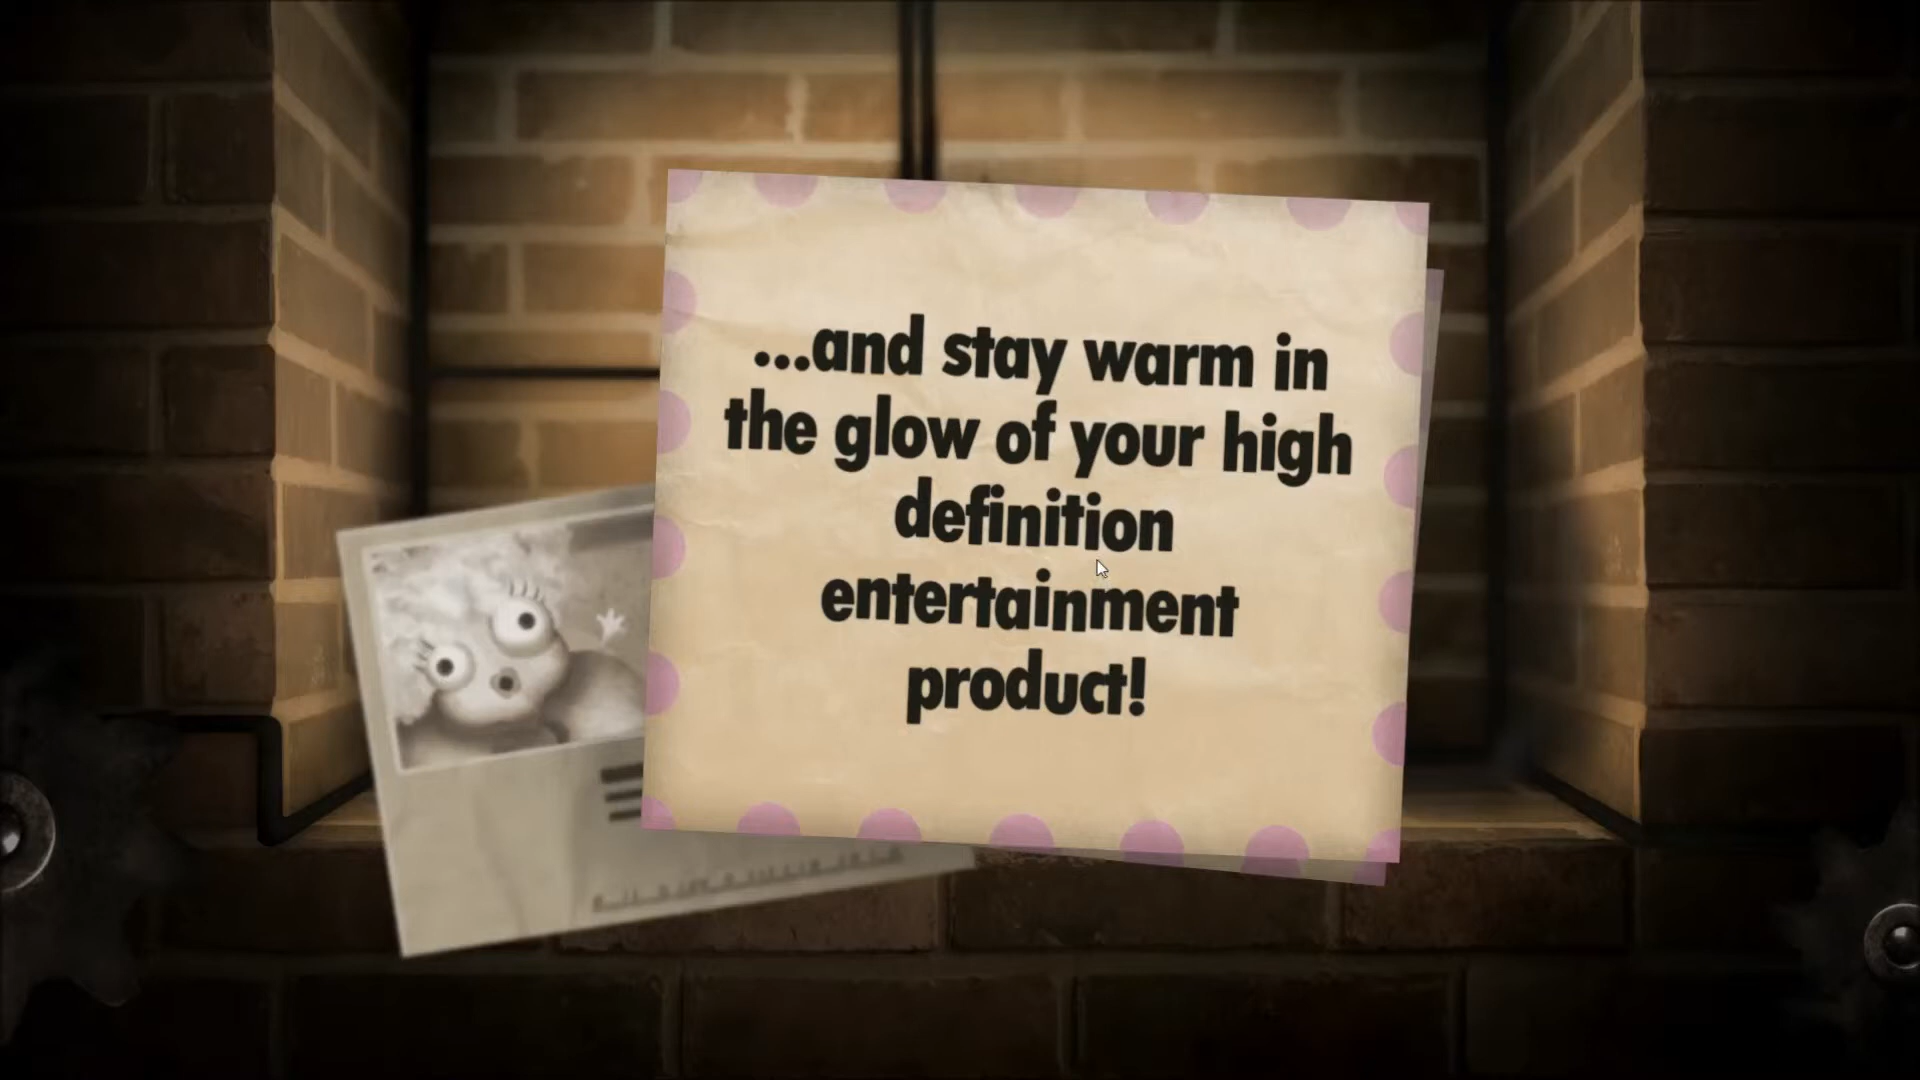 ...and stay warm in
the glow of your high
definition
entertainment
product!